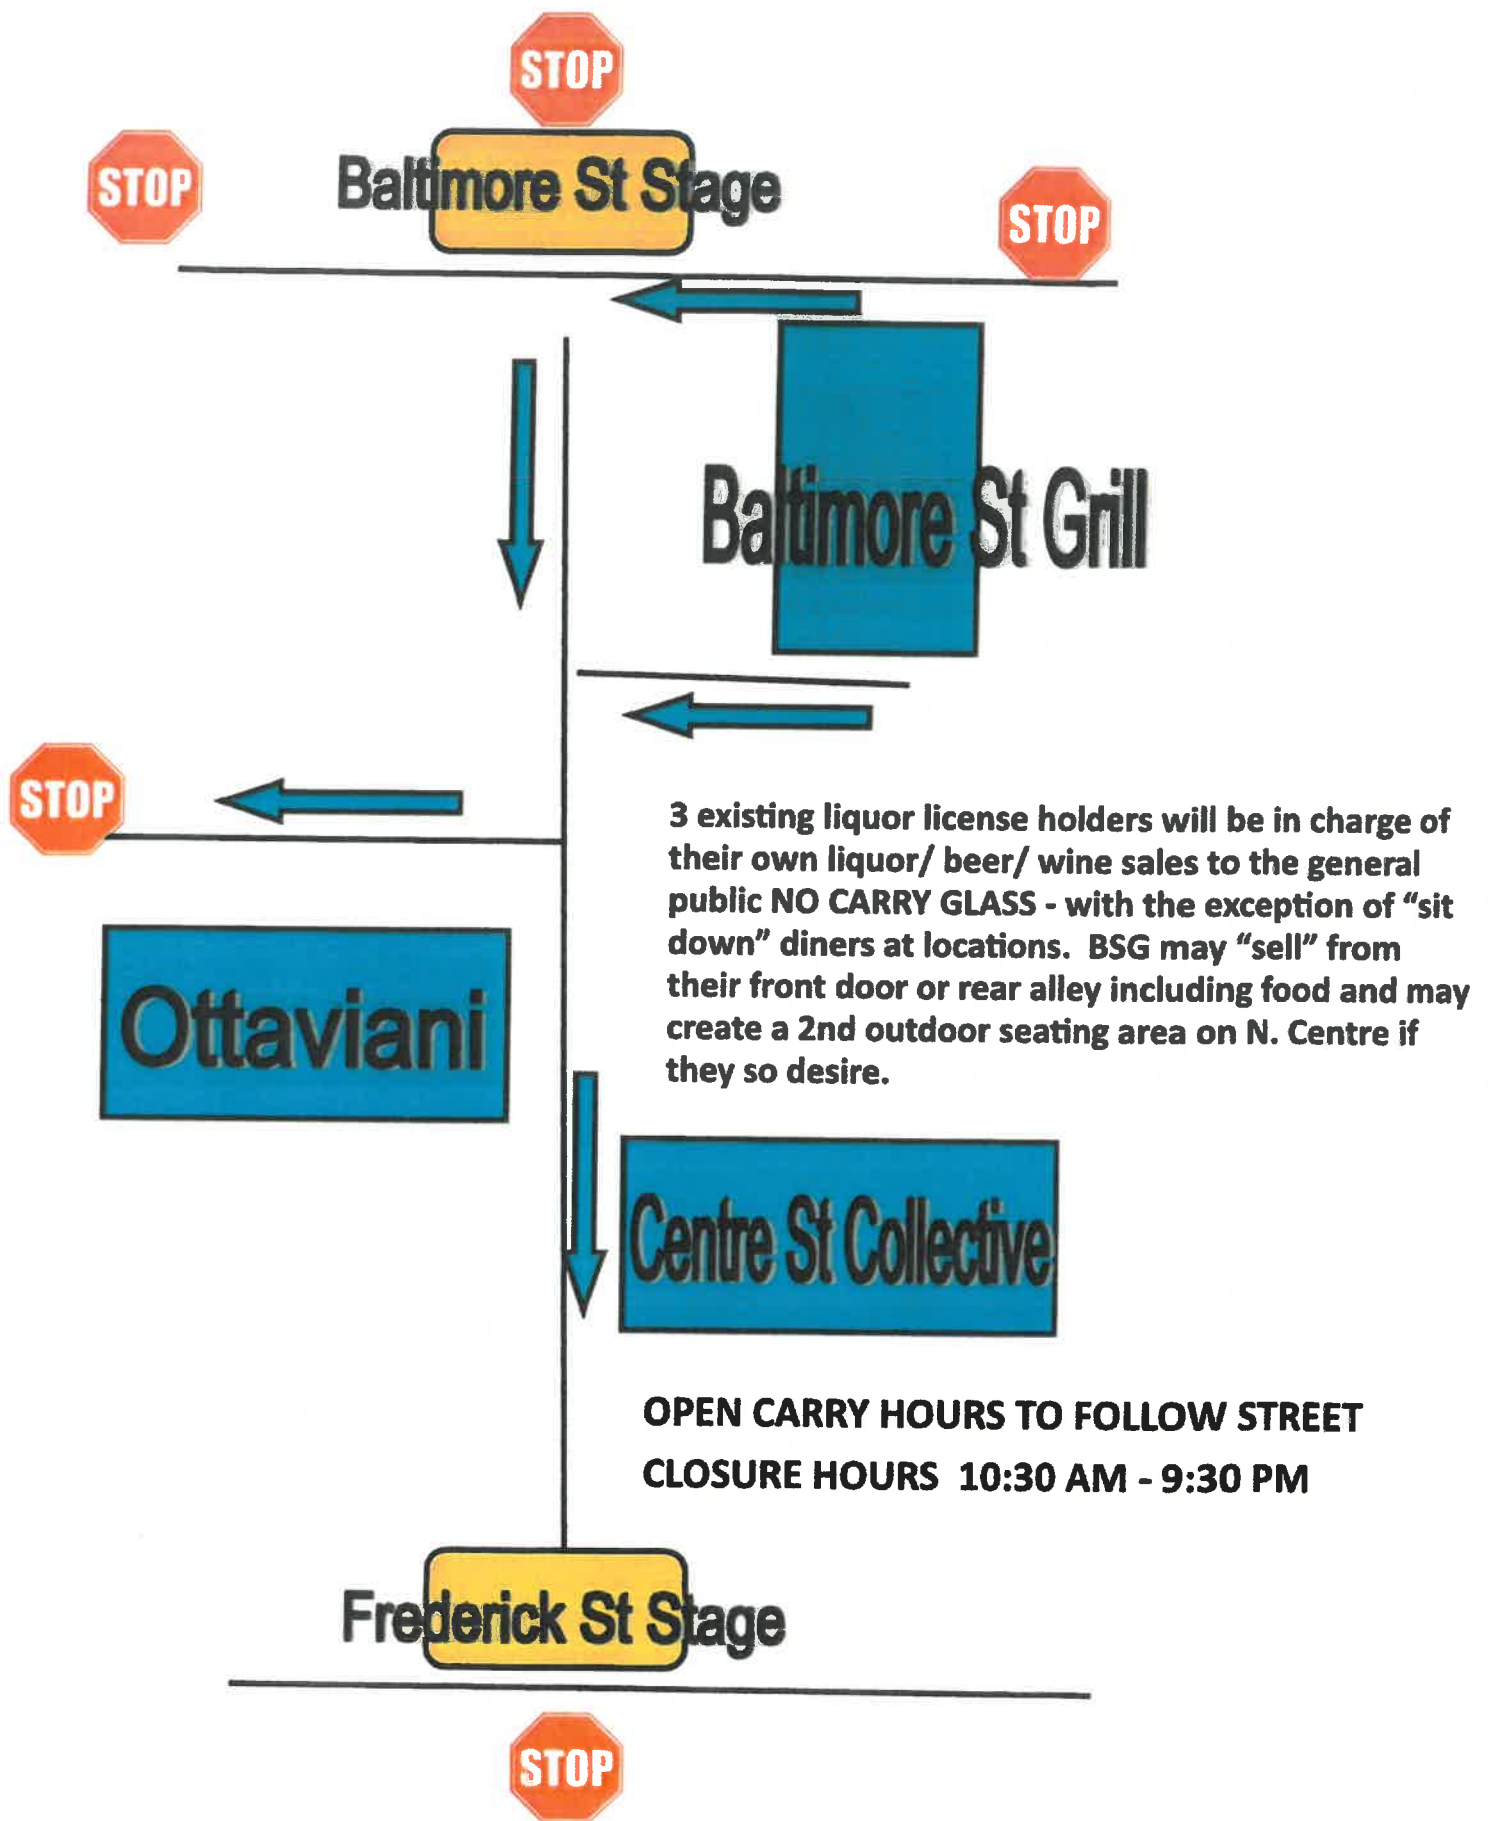 STOP
STOP
Baltimore St Stage
STOP
Baltimore St Grill
STOP
3 existing liquor license holders will be in charge of
their own liquor/ beer/ wine sales to the general
public NO CARRY GLASS - with the exception of “sit
down” diners at locations.  BSG may “sell” from
their front door or rear alley including food and may
create a 2nd outdoor seating area on N. Centre if
they so desire.
Ottaviani
Centre St Collective
OPEN CARRY HOURS TO FOLLOW STREET
CLOSURE HOURS  10:30 AM - 9:30 PM
Frederick St Stage
STOP